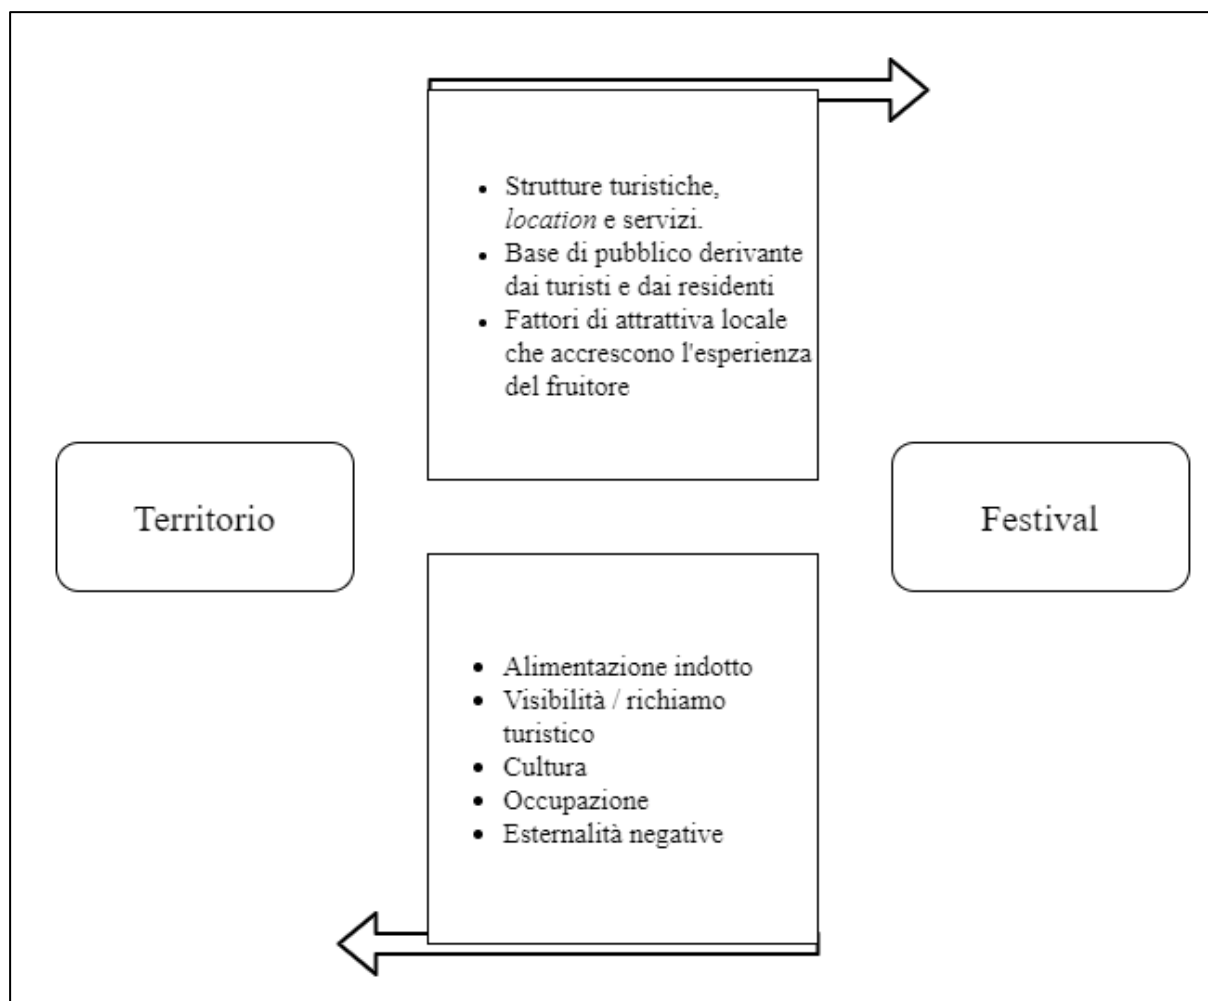 • Strutture turistiche,
location e servizi.
• Base di pubblico derivante
dai turisti e dai residenti
• Fattori di attrattiva locale
che accrescono l'esperienza
del fruitore
Territorio
Festival
• Alimentazione indotto
• Visibilità / richiamo
turistico
• Cultura
• Occupazione
• Esternalità negative